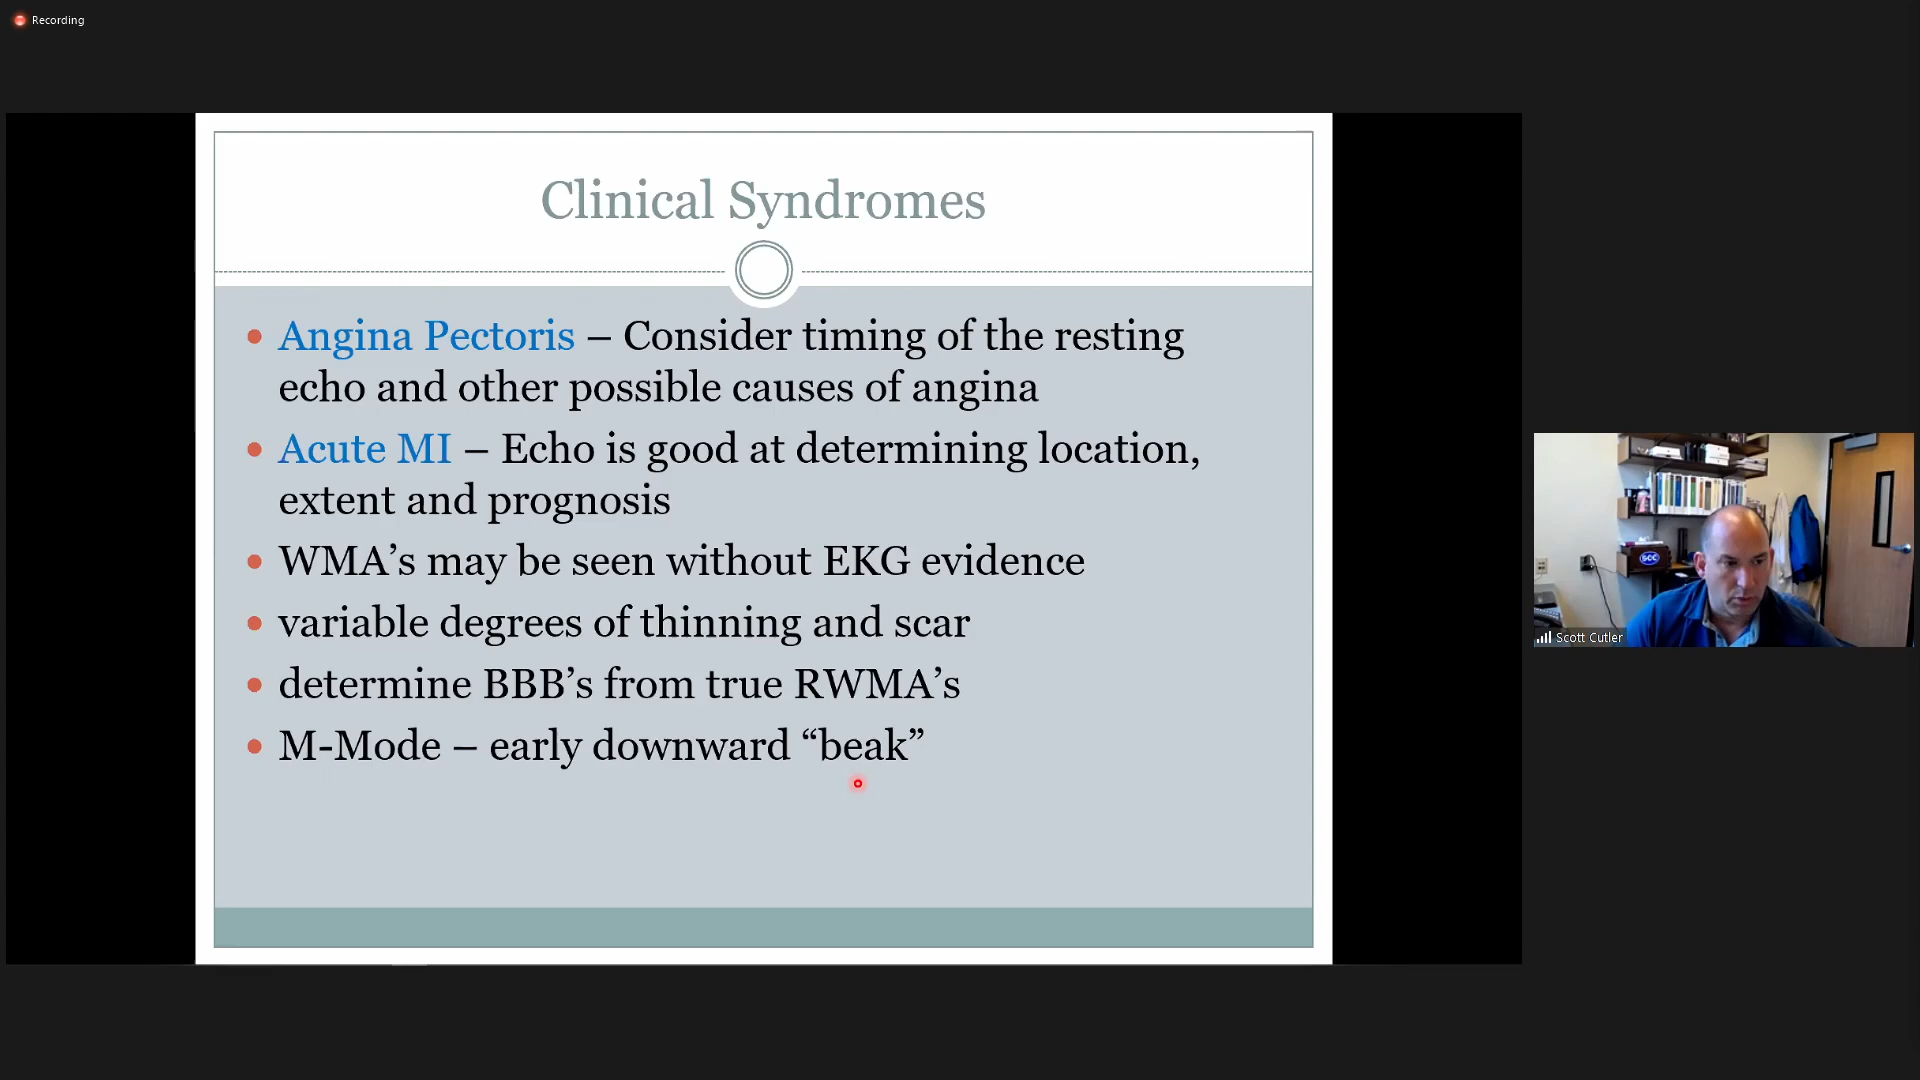 Recording
Clinical Syndromes
• Angina Pectoris – Consider timing of the resting
echo and other possible causes of angina
• Acute MI – Echo is good at determining location,
extent and prognosis
• WMA’s may be seen without EKG evidence
• variable degrees of thinning and scar
• determine BBB’s from true RWMA’s
• M-Mode – early downward “beak”
SCC
Scott Cutler